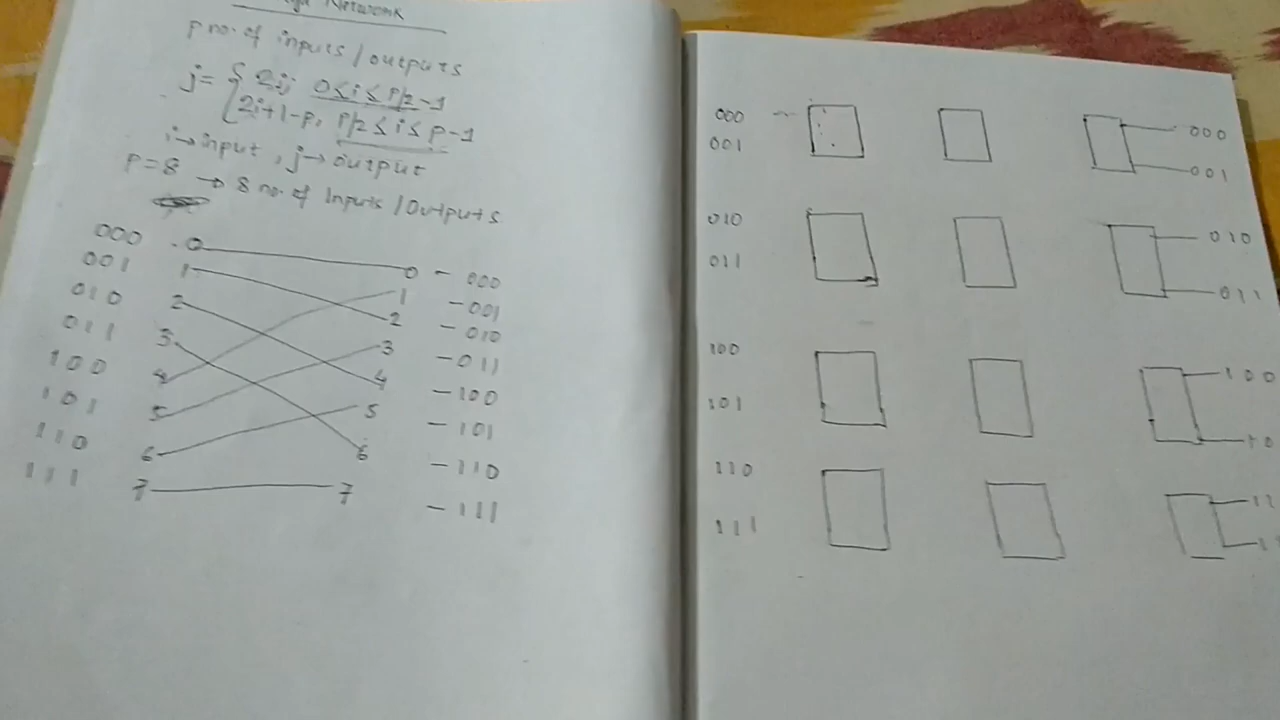 Network
P no. of inputs / outputs
j = { 2i, 0 ≤ i ≤ P/2 - 1
2i+1-p, P/2 ≤ i ≤ p-1
i → input, j → output
P = 8 → 8 no. of Inputs / Outputs
000 0 0 - 000
001 1 1 - 001
010 2 2 - 010
011 3 3 - 011
100 4 4 - 100
101 5 5 - 101
110 6 6 - 110
111 7 7 - 111
000 000
001 001
010 010
011 011
100 100
101 10
110 11
111 1